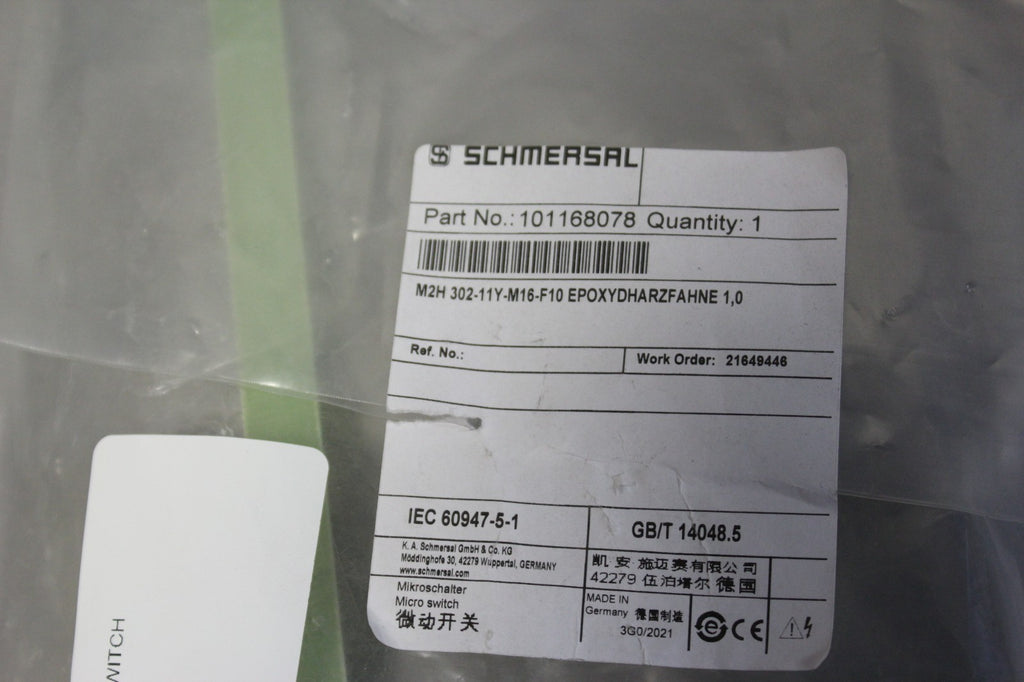 SCHMERSAL
Part No.: 101168078 Quantity: 1
M2H 302-11Y-M16-F10 EPOXYDHARZFAHNE 1,0
Ref. No.:
Work Order: 21649446
IEC 60947-5-1
GB/T 14048.5
K. A. Schmersal GmbH & Co. KG
Möddinghofe 30, 42279 Wuppertal, GERMANY
www.schmersal.com
凯·安·施迈赛有限公司
42279 伍泊塔尔 德国
Mikroschalter
Micro switch
微动开关
MADE IN
Germany 德国制造
3G0/2021
e CE
WITCH